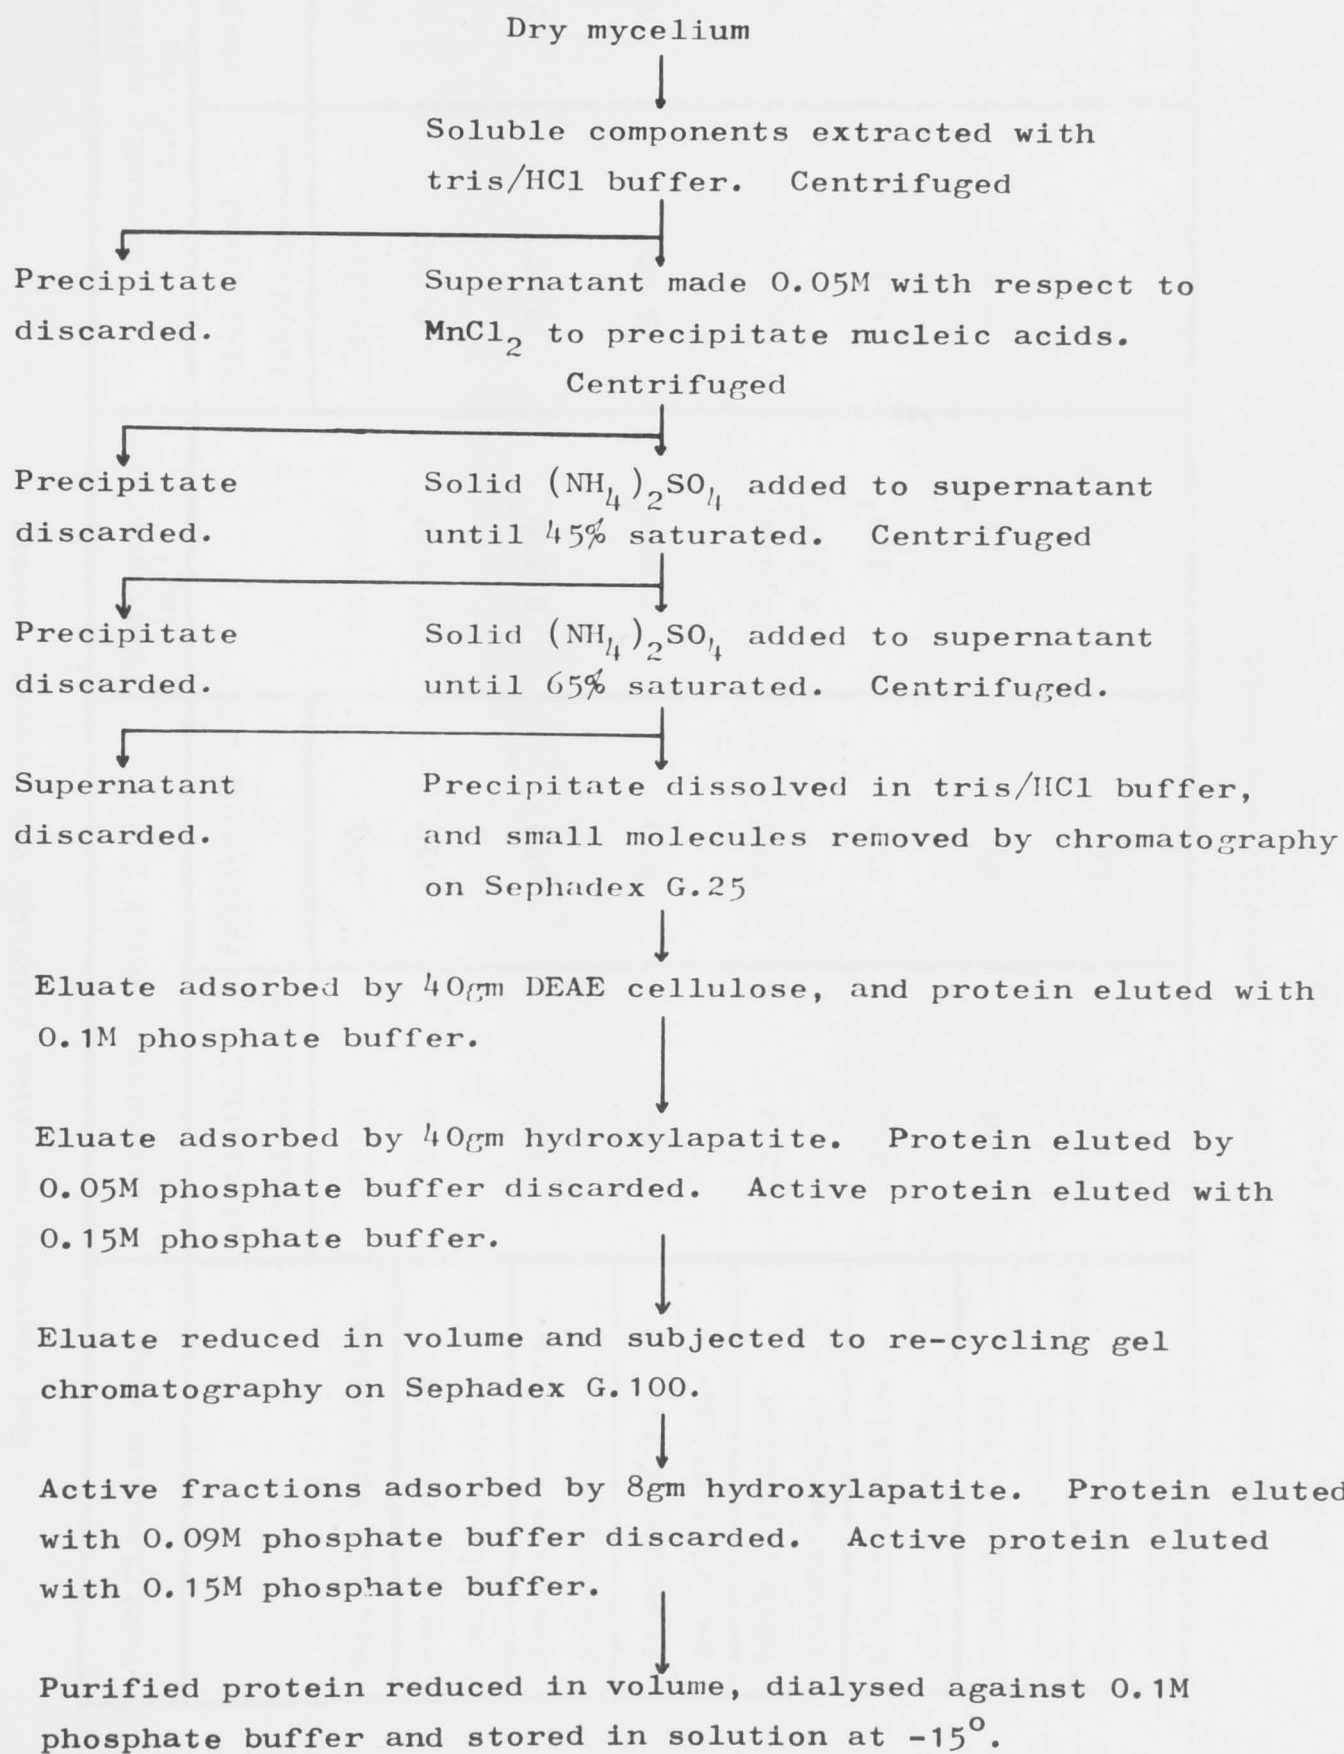 Dry mycelium
Soluble components extracted with
tris/HCl buffer. Centrifuged
Precipitate
discarded.
Supernatant made 0.05M with respect to
MnCl₂ to precipitate nucleic acids.
Centrifuged
Precipitate
discarded.
Solid (NH₄)₂SO₄ added to supernatant
until 45% saturated. Centrifuged
Precipitate
discarded.
Solid (NH₄)₂SO₄ added to supernatant
until 65% saturated. Centrifuged.
Supernatant
discarded.
Precipitate dissolved in tris/HCl buffer,
and small molecules removed by chromatography
on Sephadex G.25
Eluate adsorbed by 40gm DEAE cellulose, and protein eluted with
0.1M phosphate buffer.
Eluate adsorbed by 40gm hydroxylapatite. Protein eluted by
0.05M phosphate buffer discarded. Active protein eluted with
0.15M phosphate buffer.
Eluate reduced in volume and subjected to re-cycling gel
chromatography on Sephadex G.100.
Active fractions adsorbed by 8gm hydroxylapatite. Protein eluted
with 0.09M phosphate buffer discarded. Active protein eluted
with 0.15M phosphate buffer.
Purified protein reduced in volume, dialysed against 0.1M
phosphate buffer and stored in solution at -15°.